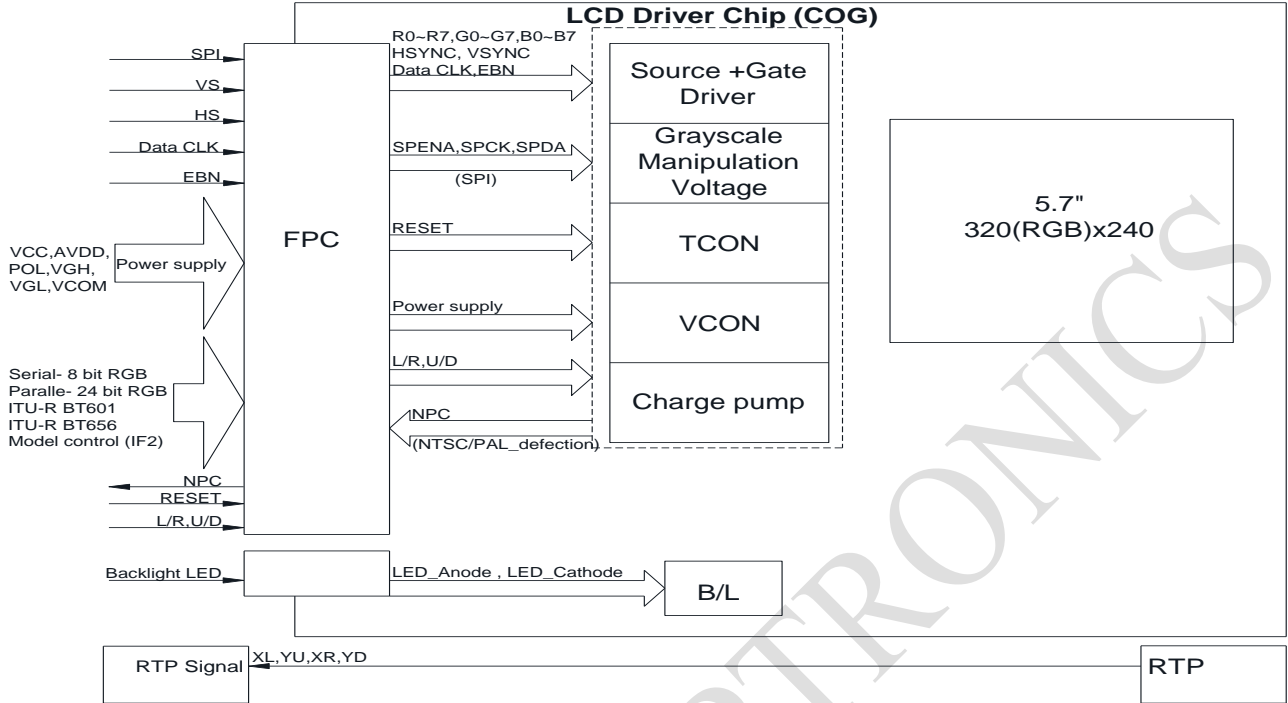 LCD Driver Chip (COG)
SPI
VS
HS
Data CLK
EBN
VCC,AVDD,
POL,VGH,
VGL,VCOM
Power supply
Serial- 8 bit RGB
Paralle- 24 bit RGB
ITU-R BT601
ITU-R BT656
Model control (IF2)
NPC
RESET
L/R,U/D
Backlight LED
FPC
R0~R7,G0~G7,B0~B7
HSYNC, VSYNC
Data CLK,EBN
SPENA,SPCK,SPDA
(SPI)
RESET
Power supply
L/R,U/D
NPC
(NTSC/PAL_defection)
LED_Anode , LED_Cathode
B/L
Source +Gate
Driver
Grayscale
Manipulation
Voltage
TCON
VCON
Charge pump
5.7"
320(RGB)x240
RTP Signal
XL,YU,XR,YD
RTP